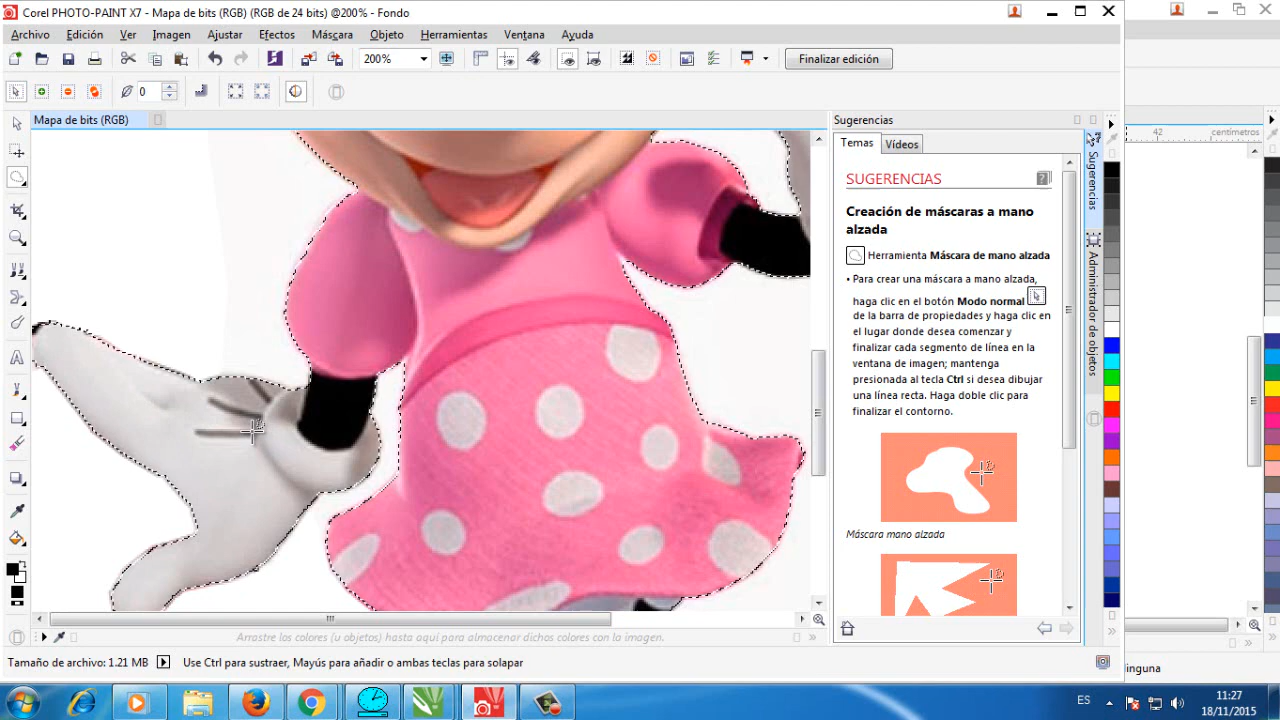 Corel PHOTO-PAINT X7 - Mapa de bits (RGB) (RGB de 24 bits) @200% - Fondo
Archivo Edición Ver Imagen Ajustar Efectos Máscara Objeto Herramientas Ventana Ayuda
200% Finalizar edición
0
Mapa de bits (RGB)
Sugerencias
Temas Vídeos
SUGERENCIAS
Creación de máscaras a mano
alzada
Herramienta Máscara de mano alzada
• Para crear una máscara a mano alzada,
haga clic en el botón Modo normal
de la barra de propiedades y haga clic en
el lugar donde desea comenzar y
finalizar cada segmento de línea en la
ventana de imagen; mantenga
presionada al tecla Ctrl si desea dibujar
una línea recta. Haga doble clic para
finalizar el contorno.
Máscara mano alzada
Sugerencias
Administrador de objetos
42 centímetros
Arrastre los colores (u objetos) hasta aquí para almacenar dichos colores con la imagen.
Tamaño de archivo: 1.21 MB Use Ctrl para sustraer, Mayús para añadir o ambas teclas para solapar
inguna
ES
11:27
18/11/2015